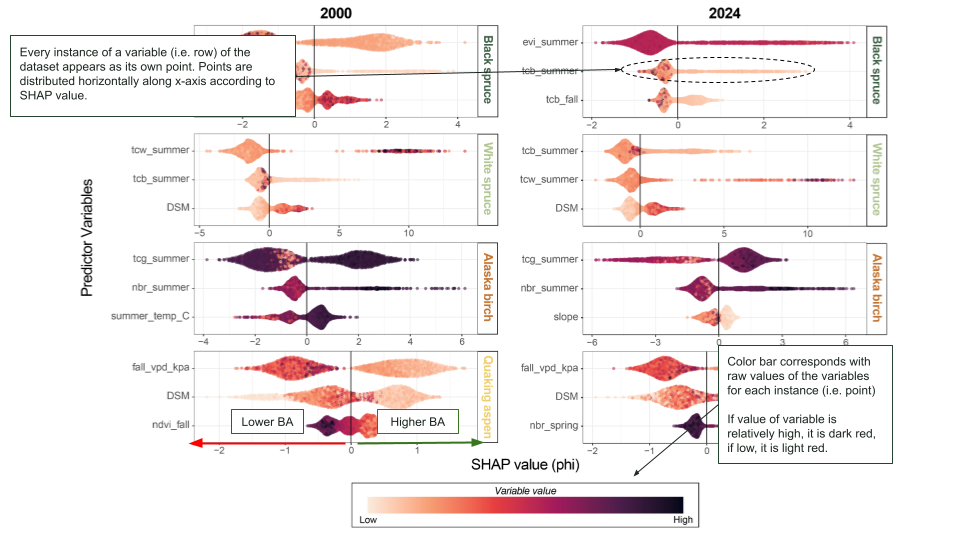 2000
2024
Every instance of a variable (i.e. row) of the
dataset appears as its own point. Points are
distributed horizontally along x-axis according to
SHAP value.
Black spruce
−2
0
2
4
evi_summer
tcb_summer
tcb_fall
Black spruce
−2
0
2
4
Predictor Variables
tcw_summer
tcb_summer
DSM
White spruce
−5
0
5
10
tcb_summer
tcw_summer
DSM
White spruce
0
5
10
tcg_summer
nbr_summer
summer_temp_C
Alaska birch
−4
−2
0
2
4
6
tcg_summer
nbr_summer
slope
Alaska birch
−6
−3
0
3
6
fall_vpd_kpa
DSM
ndvi_fall
Quaking aspen
Lower BA
Higher BA
−2
−1
0
1
fall_vpd_kpa
DSM
nbr_spring
−2
−1
0
Color bar corresponds with
raw values of the variables
for each instance (i.e. point)
If value of variable is
relatively high, it is dark red,
if low, it is light red.
SHAP value (phi)
Variable value
Low
High